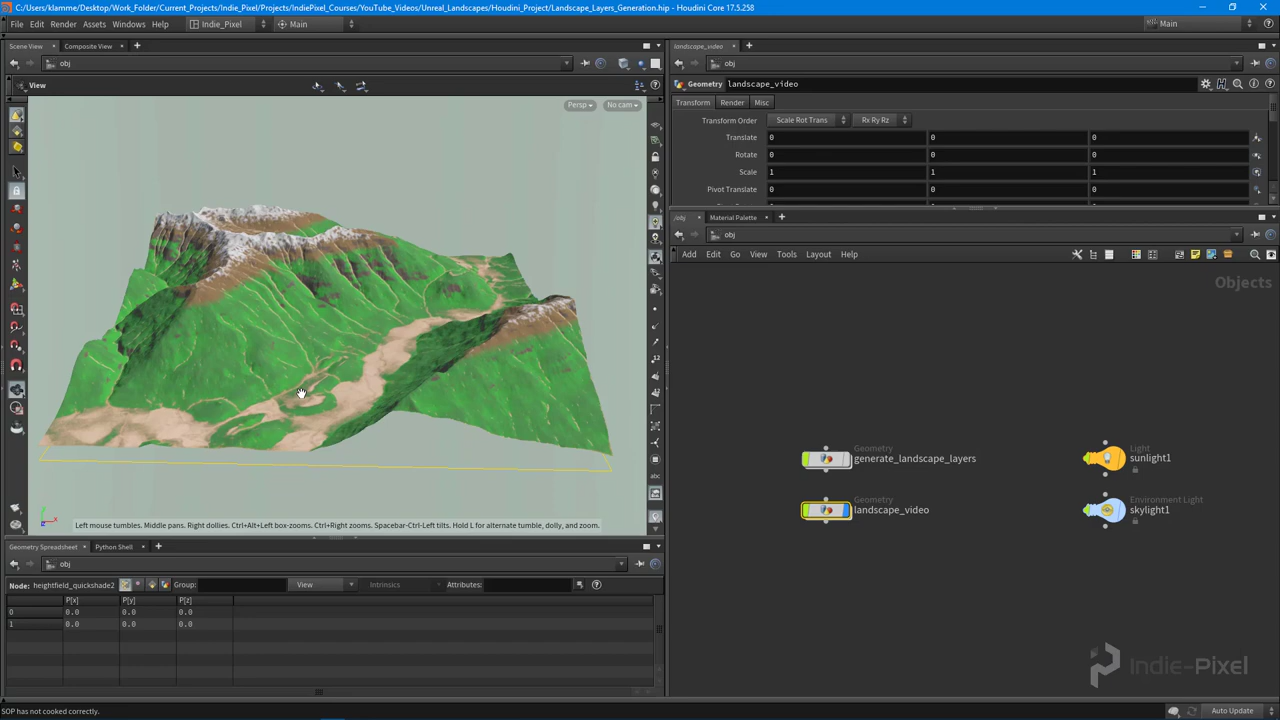 C:/Users/klamme/Desktop/Work_Folder/Current_Projects/Indie_Pixel/Projects/IndiePixel_Courses/YouTube_Videos/Unreal_Landscapes/Houdini_Project/Landscape_Layers_Generation.hip - Houdini Core 17.5.258
File Edit Render Assets Windows Help Indie_Pixel Main Main
Scene View Composite View
obj
View
Persp No cam
Left mouse tumbles. Middle pans. Right dollies. Ctrl+Alt+Left box-zooms. Ctrl+Right zooms. Spacebar-Ctrl-Left tilts. Hold L for alternate tumble, dolly, and zoom.
abc
Geometry Spreadsheet Python Shell
obj
Node: heightfield_quickshade2 Group: View Intrinsics Attributes:
P[x] P[y] P[z]
0 0.0 0.0 0.0
1 0.0 0.0 0.0
landscape_video
obj
Geometry landscape_video
Transform Render Misc
Transform Order Scale Rot Trans Rx Ry Rz
Translate 0 0 0
Rotate 0 0 0
Scale 1 1 1
Pivot Translate 0 0 0
/obj Material Palette
obj
Add Edit Go View Tools Layout Help
Objects
Geometry
generate_landscape_layers
Light
sunlight1
Geometry
landscape_video
Environment Light
skylight1
Indie-Pixel
SOP has not cooked correctly.
Auto Update